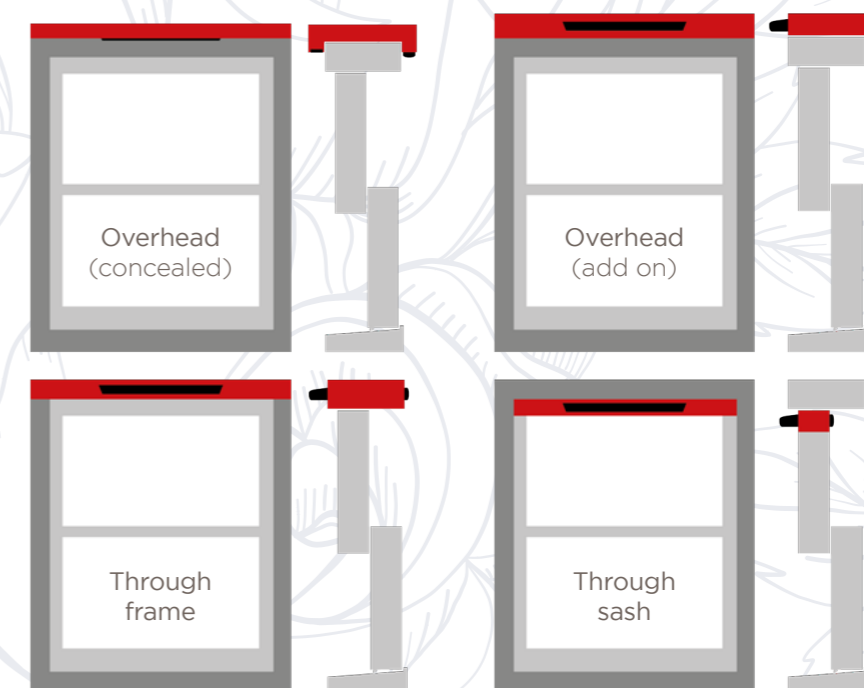 Overhead
(concealed)
Overhead
(add on)
Through
frame
Through
sash